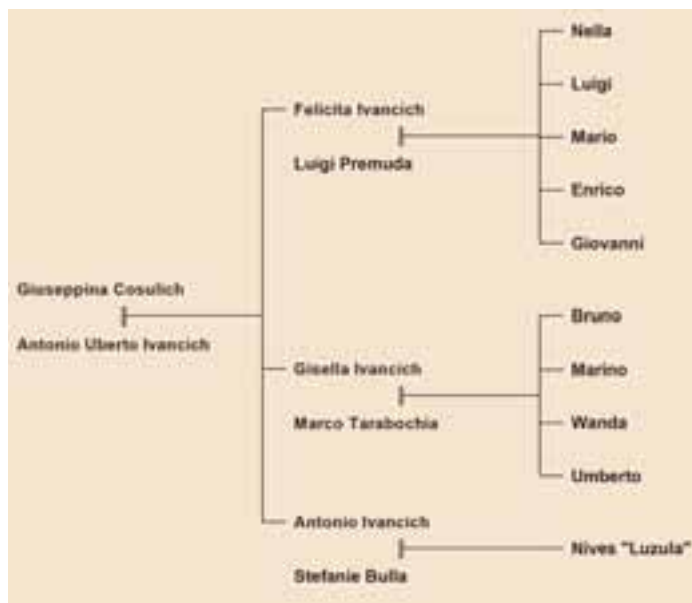 Nella
Luigi
Felicita Ivancich
Mario
Luigi Premuda
Enrico
Giovanni
Giuseppina Cosulich
Antonio Uberto Ivancich
Bruno
Gisella Ivancich
Marino
Marco Tarabochia
Wanda
Umberto
Antonio Ivancich
Nives "Luzula"
Stefanie Bulla